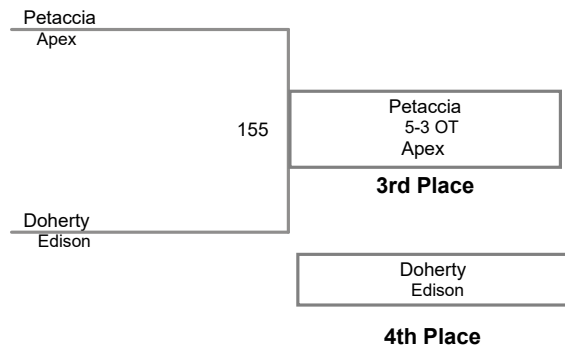 Petaccia
Apex
155
Petaccia
5-3 OT
Apex
3rd Place
Doherty
Edison
Doherty
Edison
4th Place